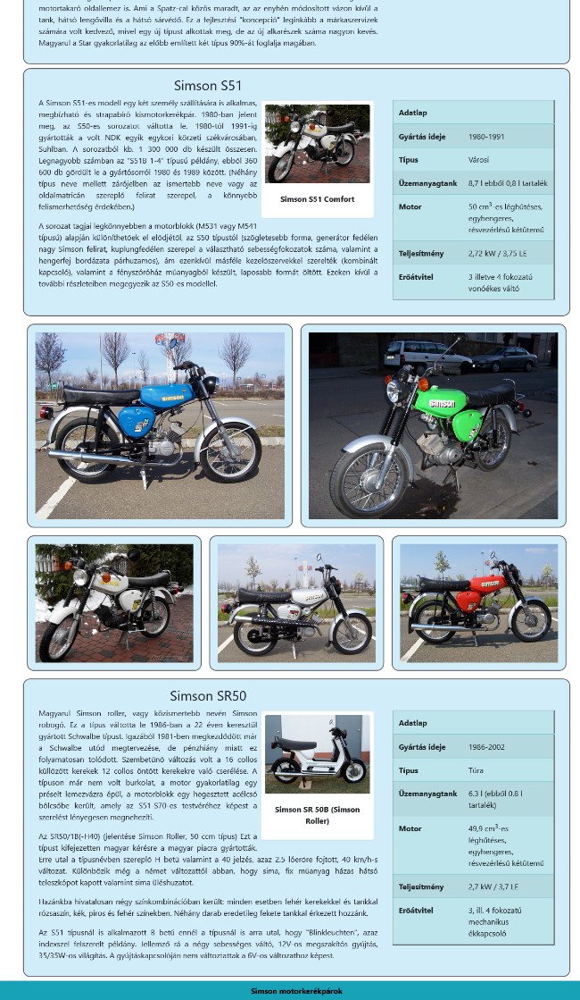 motortakaró oldallemez is. Ami a Spatz-cal közös maradt, az az enyhén módosított vázon kívül a
tank, hátsó lengővilla és a hátsó sárvédő. Ez a fejlesztési "koncepció" leginkább a márkaszervizek
számára volt kedvező, mivel egy új típust alkottak meg, de az új alkarészek száma nagyon kevés.
Magyarul a Star gyakorlatilag az előbb említett két típus 90%-át foglalja magában.
Simson S51
A Simson S51-es modell egy két személy szállítására is alkalmas,
megbízható és strapabíró kismotorkerékpár. 1980-ban jelent
meg, az S50-es sorozatot váltotta le. 1980-tól 1991-ig
gyártották a volt NDK egyik egykori körzeti székvárosában,
Suhlban. A sorozatból kb. 1 300 000 db készült összesen.
Legnagyobb számban az "S51B 1-4" típusú példány, ebből 360
600 db gördült le a gyártósorról 1980 és 1989 között. (Néhány
típus neve mellett zárójelben az ismertebb neve vagy az
oldalmatricán szereplő felirat szerepel, a könnyebb
felismerhetőség érdekében.)
Simson S51 Comfort
A sorozat tagjai legkönnyebben a motorblokk (M531 vagy M541
típusú) alapján különíthetőek el elődjétől, az S50 típustól (szögletesebb forma, generátor fedélen
nagy Simson felirat, kuplungfedélen szerepel a választható sebességfokozatok száma, valamint a
hengerfej bordázata párhuzamos), ám ezenkívül másféle kezelőszervekkel szerelték (kombinált
kapcsoló), valamint a fényszóróház műanyagból készült, laposabb formát öltött. Ezeken kívül a
további részleteiben megegyezik az S50-es modellel.
Adatlap
Gyártás ideje 1980-1991
Típus Városi
Üzemanyagtank 8,7 l ebből 0,8 l tartalék
Motor 50 cm³-es léghűtéses,
egyhengeres,
résvezérlésű kétütemű
Teljesítmény 2,72 kW / 3,75 LE
Erőátvitel 3 illetve 4 fokozatú
vonóékes váltó
Simson
Simson
Simson
Simson
Simson SR50
Magyarul Simson roller, vagy közismertebb nevén Simson
robogó. Ez a típus váltotta le 1986-ban a 22 éven keresztül
gyártott Schwalbe típust. Igazából 1981-ben megkezdődött már
a Schwalbe utód megtervezése, de pénzhiány miatt ez
folyamatosan tolódott. Szembetűnő változás volt a 16 collos
küllőzött kerekek 12 collos öntött kerekekre való cserélése. A
típuson már nem volt burkolat, a motor gyakorlatilag egy
préselt lemezvázra épül, a motorblokk egy hegesztett acélcső
bölcsőbe került, amely az S51-S70-es testvéréhez képest a
szerelést lényegesen megnehezíti.
Simson SR 50B (Simson
Roller)
Az SR50/1B(-H40) (jelentése Simson Roller, 50 ccm típus) Ezt a
típust kifejezetten magyar kérésre a magyar piacra gyártották.
Erre utal a típusnévben szereplő H betű valamint a 40 jelzés, azaz 2.5 lóerőre fojtott, 40 km/h-s
változat. Különbözik még a német változattól abban, hogy sima, fix műanyag házas hátsó
teleszkópot kapott valamint sima üléshuzatot.
Hazánkba hivatalosan négy színkombinációban került: minden esetben fehér kerekekkel és tankkal
rózsaszín, kék, piros és fehér színekben. Néhány darab eredetileg fekete tankkal érkezett hozzánk.
Az S51 típusnál is alkalmazott B betű ennél a típusnál is arra utal, hogy "Blinkleuchten", azaz
indexszel felszerelt példány. Jellemző rá a négy sebességes váltó, 12V-os megszakítós gyújtás,
35/35W-os világítás. A gyújtáskapcsolóján nem változtattak a 6V-os változathoz képest.
Adatlap
Gyártás ideje 1986-2002
Típus Túra
Üzemanyagtank 6.3 l (ebből 0.8 l
tartalék)
Motor 49,9 cm³-es
léghűtéses,
egyhengeres,
résvezérlésű kétütemű
Teljesítmény 2,7 kW / 3,7 LE
Erőátvitel 3, ill. 4 fokozatú
mechanikus
ékkapcsoló
Simson motorkerékpárok